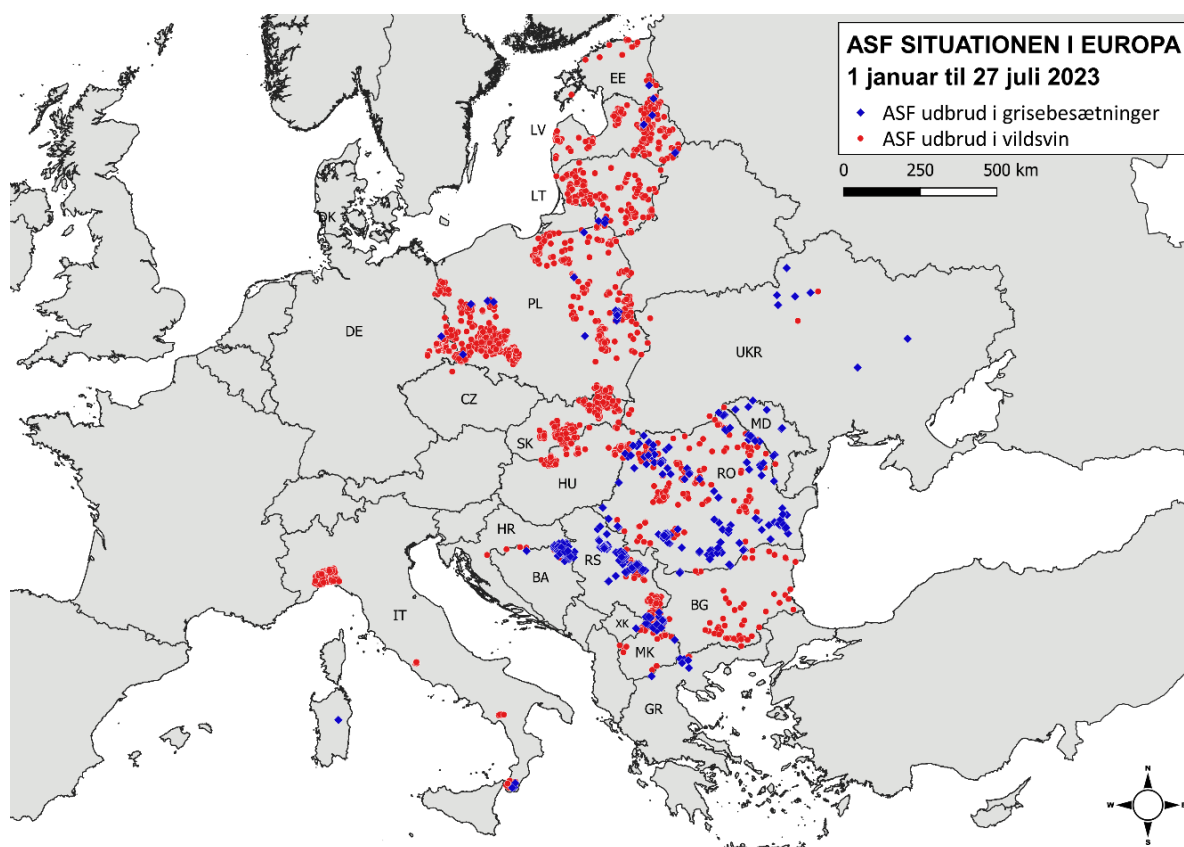 ASF SITUATIONEN I EUROPA
1 januar til 27 juli 2023
ASF udbrud i grisebesætninger
ASF udbrud i vildsvin
0 250 500 km
EE
LV
LT
DK
PL
DE
UKR
CZ
MD
SK
RO
HU
HR
RS
BA
IT
BG
XK
MK
GR
N
W E
S